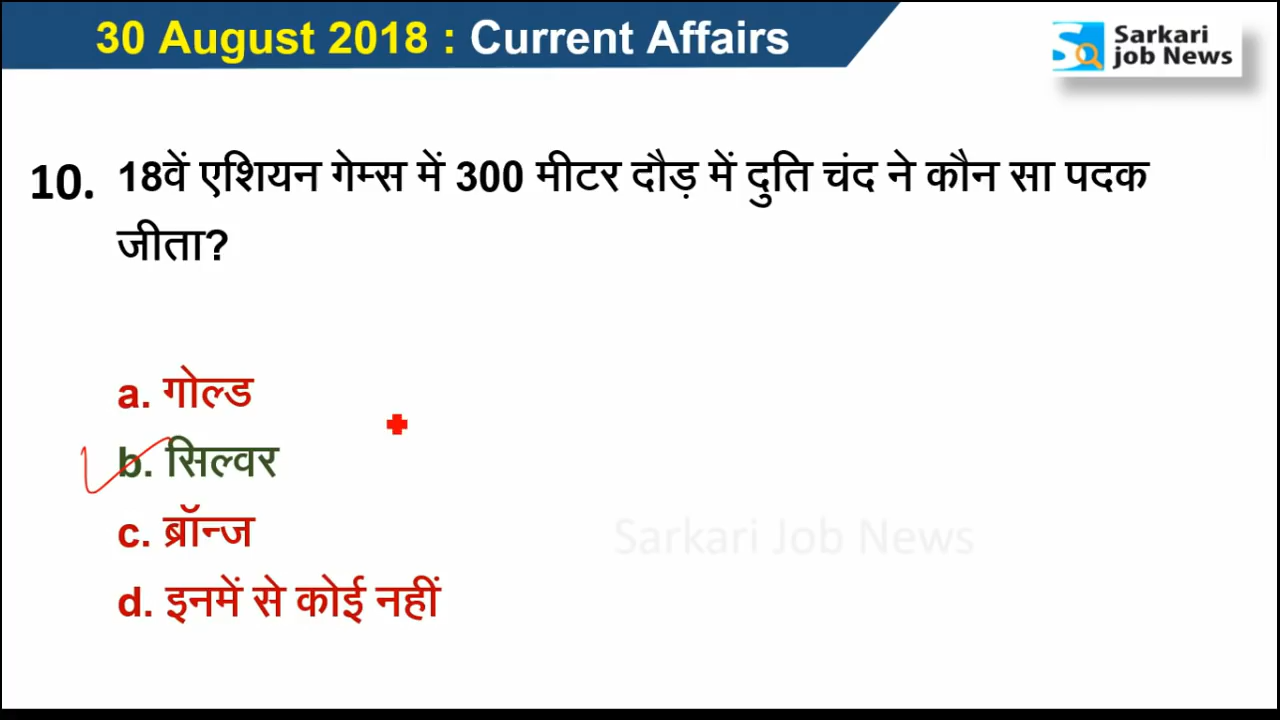 30 August 2018 : Current Affairs
Sarkari
job News
10. 18वें एशियन गेम्स में 300 मीटर दौड़ में दुति चंद ने कौन सा पदक
जीता?
a. गोल्ड
b. सिल्वर
c. ब्रॉन्ज
Sarkari Job News
d. इनमें से कोई नहीं